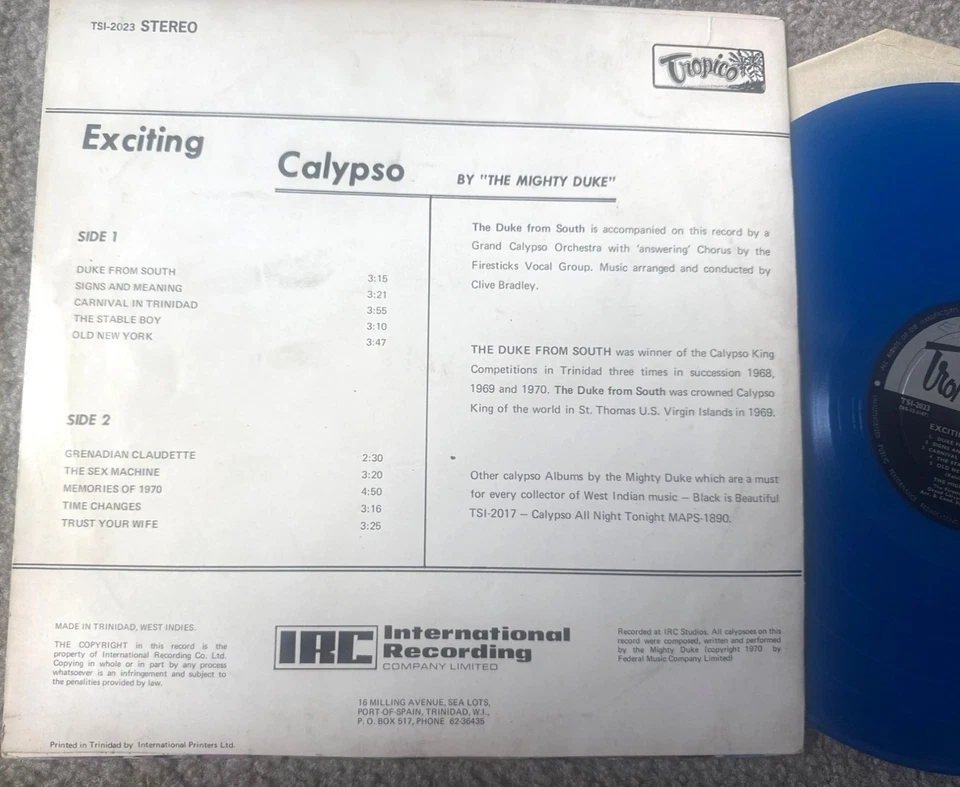 TSI-2023 STEREO
Tropico
Exciting
Calypso
BY "THE MIGHTY DUKE"
SIDE 1
DUKE FROM SOUTH 3:15
SIGNS AND MEANING 3:21
CARNIVAL IN TRINIDAD 3:55
THE STABLE BOY 3:10
OLD NEW YORK 3:47
SIDE 2
GRENADIAN CLAUDETTE 2:30
THE SEX MACHINE 3:20
MEMORIES OF 1970 4:50
TIME CHANGES 3:16
TRUST YOUR WIFE 3:25
The Duke from South is accompanied on this record by a
Grand Calypso Orchestra with 'answering' Chorus by the
Firesticks Vocal Group. Music arranged and conducted by
Clive Bradley.
THE DUKE FROM SOUTH was winner of the Calypso King
Competitions in Trinidad three times in succession 1968,
1969 and 1970. The Duke from South was crowned Calypso
King of the world in St. Thomas U.S. Virgin Islands in 1969.
Other calypso Albums by the Mighty Duke which are a must
for every collector of West Indian music – Black is Beautiful
TSI-2017 – Calypso All Night Tonight MAPS-1890.
MADE IN TRINIDAD, WEST INDIES.
THE COPYRIGHT in this record is the
property of International Recording Co. Ltd.
Copying in whole or in part by any process
whatsoever is an infringement and subject to
the penalities provided by law.
Printed in Trinidad by International Printers Ltd.
IRC International
Recording
COMPANY LIMITED
16 MILLING AVENUE, SEA LOTS,
PORT-OF-SPAIN, TRINIDAD, W.I.,
P. O. BOX 517, PHONE 62-36435
Recorded at IRC Studios. All calypsoes on this
record were composed, written and performed
by the Mighty Duke (copyright 1970 by
Federal Music Company Limited)
TSI-2023